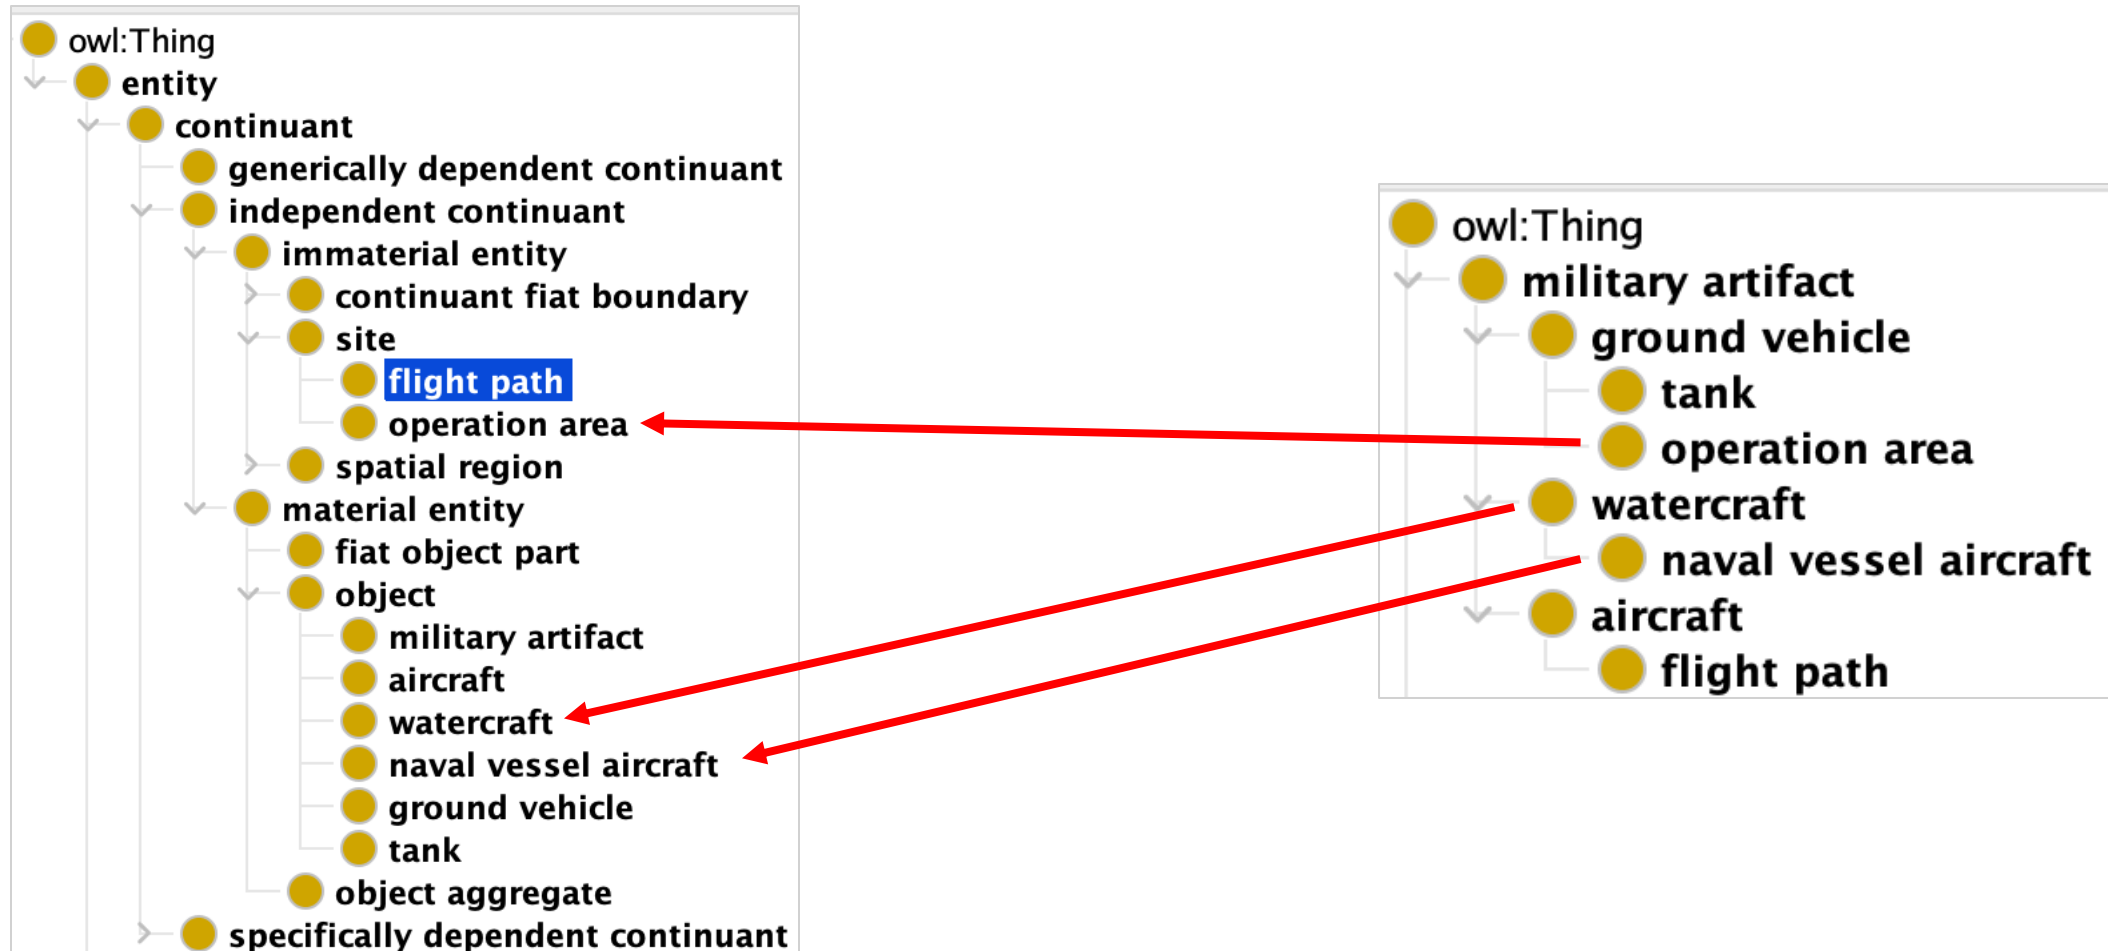 owl:Thing
entity
continuant
generically dependent continuant
independent continuant
immaterial entity
continuant fiat boundary
site
flight path
operation area
spatial region
material entity
fiat object part
object
military artifact
aircraft
watercraft
naval vessel aircraft
ground vehicle
tank
object aggregate
specifically dependent continuant
owl:Thing
military artifact
ground vehicle
tank
operation area
watercraft
naval vessel aircraft
aircraft
flight path